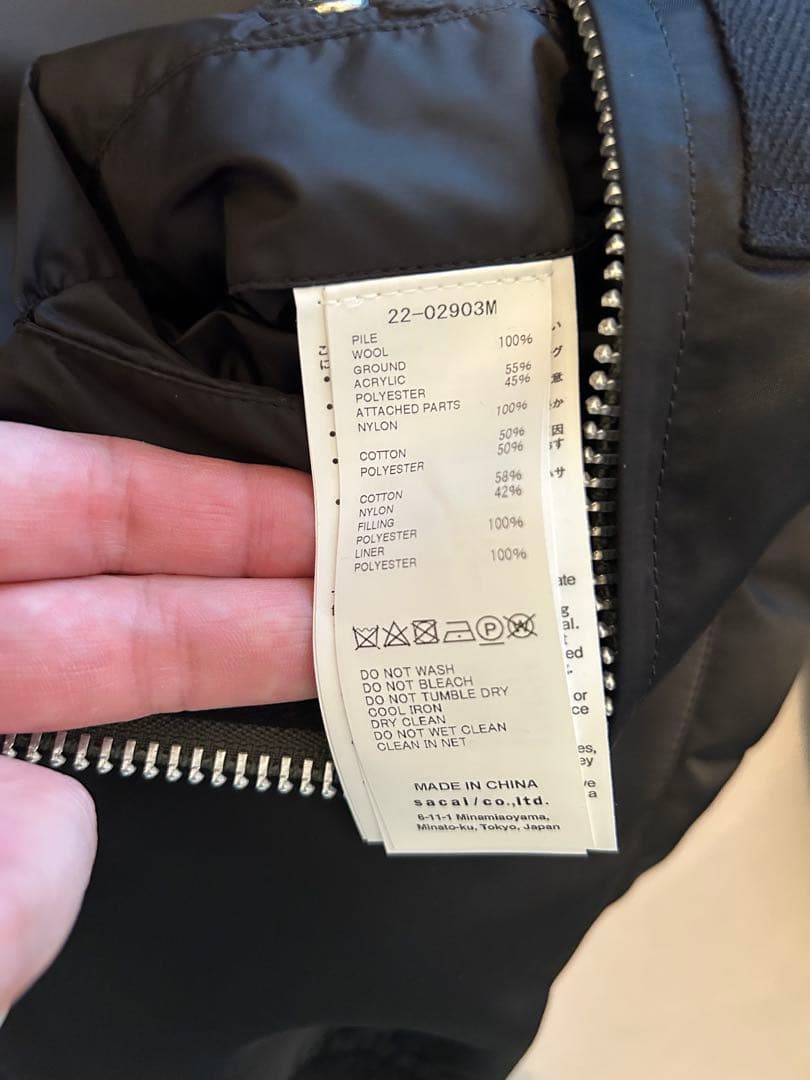 22-02903M
PILE
WOOL 100%
GROUND
ACRYLIC 55%
POLYESTER 45%
ATTACHED PARTS
NYLON 100%
COTTON 50%
POLYESTER 50%
COTTON 58%
NYLON 42%
FILLING
POLYESTER 100%
LINER
POLYESTER 100%
P W
DO NOT WASH
DO NOT BLEACH
DO NOT TUMBLE DRY
COOL IRON
DRY CLEAN
DO NOT WET CLEAN
CLEAN IN NET
MADE IN CHINA
sacai/co.,ltd.
6-11-1 Minamiaoyama,
Minato-ku, Tokyo, Japan